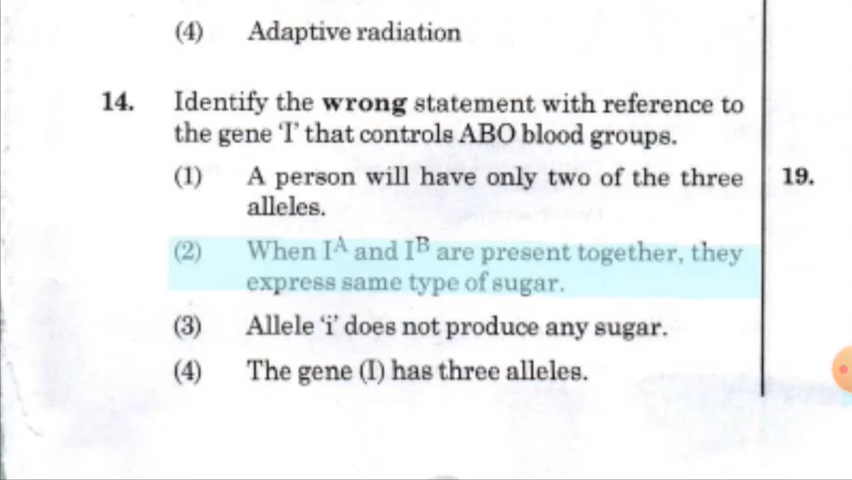 (4) Adaptive radiation
14. Identify the wrong statement with reference to
the gene ‘I’ that controls ABO blood groups.
(1) A person will have only two of the three
alleles.
(2) When Iᴬ and Iᴮ are present together, they
express same type of sugar.
(3) Allele ‘i’ does not produce any sugar.
(4) The gene (I) has three alleles.
19.